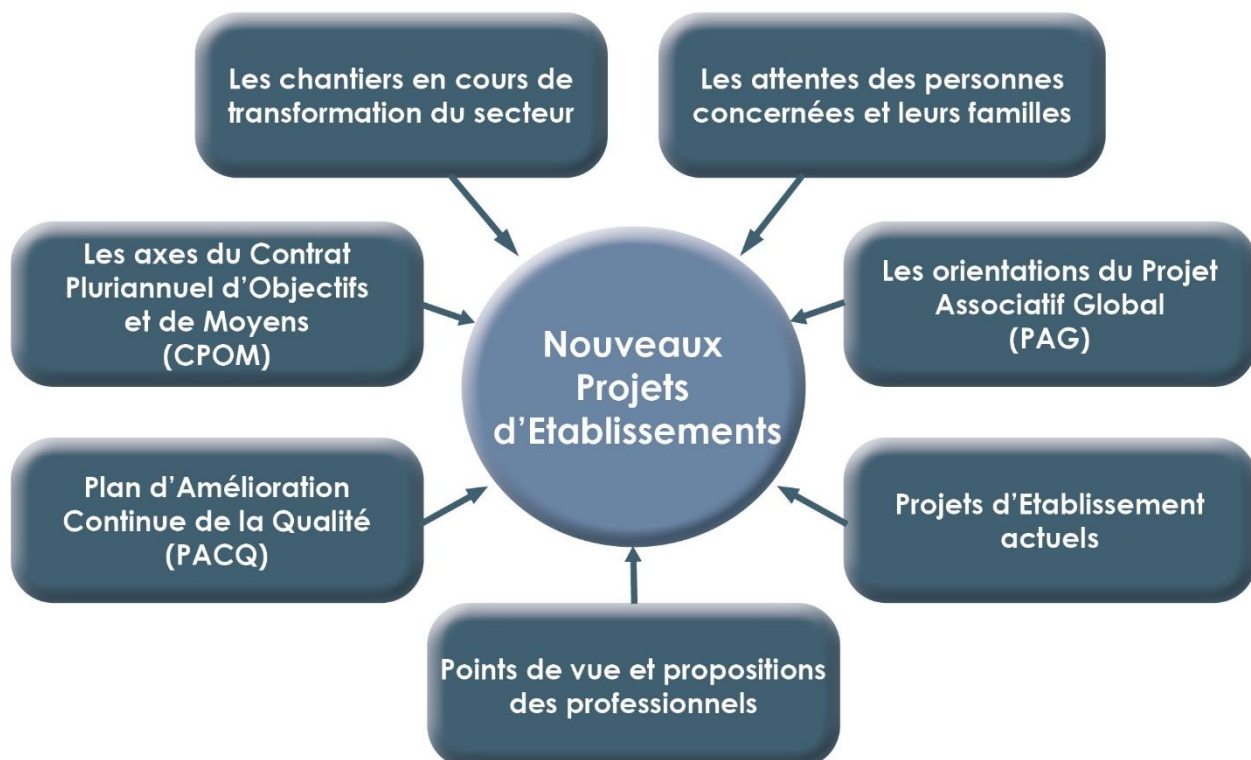 Les chantiers en cours de
transformation du secteur
Les attentes des personnes
concernées et leurs familles
Les axes du Contrat
Pluriannuel d’Objectifs
et de Moyens
(CPOM)
Les orientations du Projet
Associatif Global
(PAG)
Nouveaux
Projets
d’Etablissements
Plan d’Amélioration
Continue de la Qualité
(PACQ)
Projets d’Etablissement
actuels
Points de vue et propositions
des professionnels